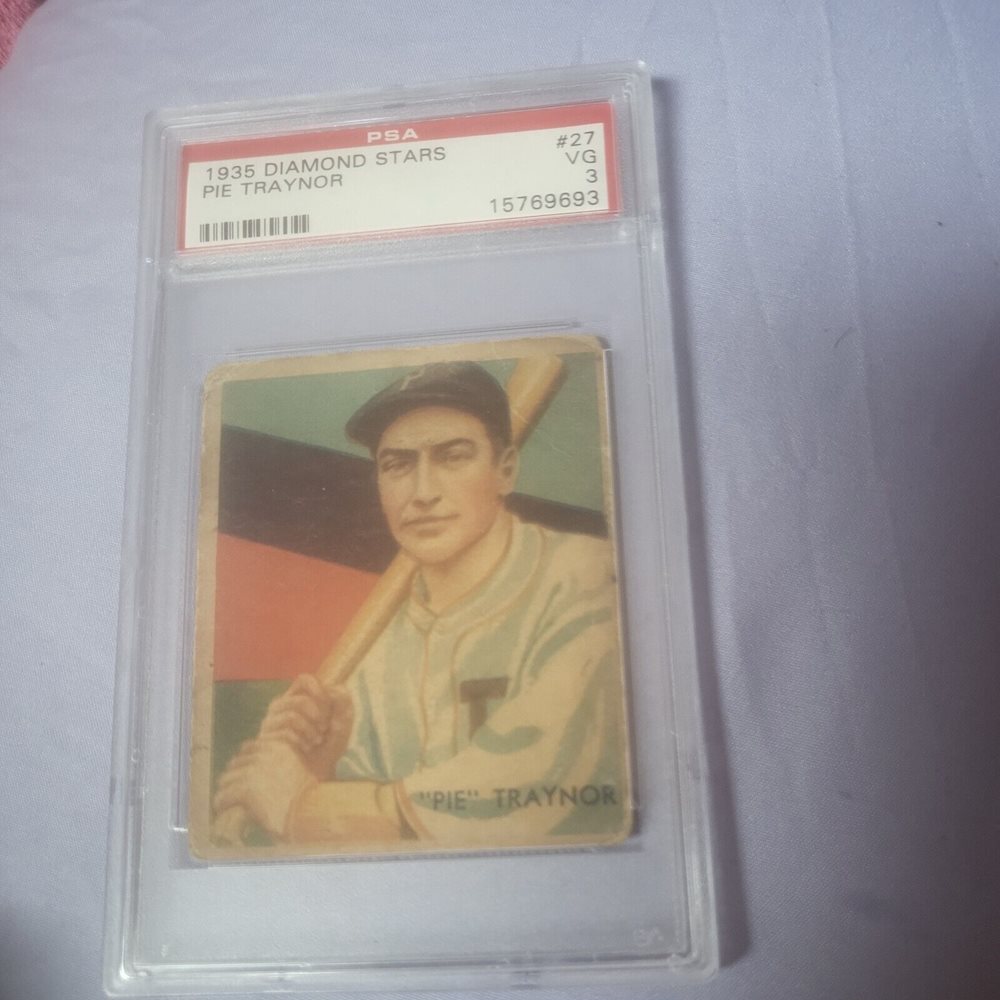 PSA
1935 DIAMOND STARS #27
PIE TRAYNOR VG
3
15769693
T
"PIE" TRAYNOR